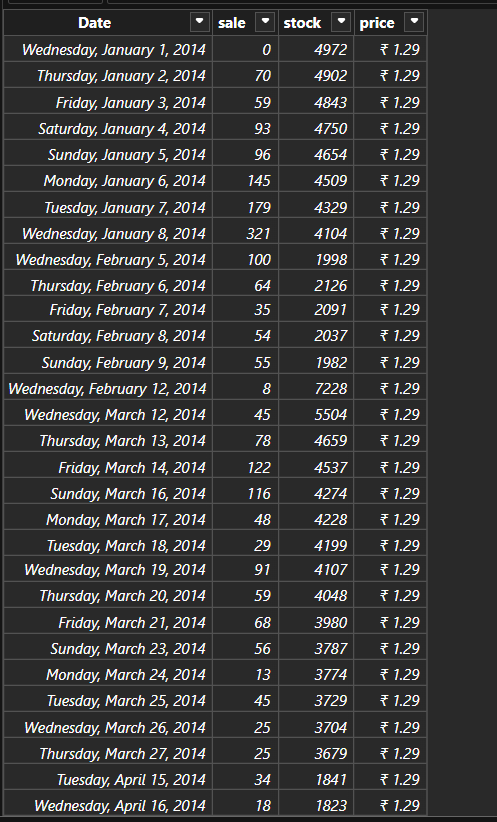 Date sale stock price
Wednesday, January 1, 2014 0 4972 ₹ 1.29
Thursday, January 2, 2014 70 4902 ₹ 1.29
Friday, January 3, 2014 59 4843 ₹ 1.29
Saturday, January 4, 2014 93 4750 ₹ 1.29
Sunday, January 5, 2014 96 4654 ₹ 1.29
Monday, January 6, 2014 145 4509 ₹ 1.29
Tuesday, January 7, 2014 179 4329 ₹ 1.29
Wednesday, January 8, 2014 321 4104 ₹ 1.29
Wednesday, February 5, 2014 100 1998 ₹ 1.29
Thursday, February 6, 2014 64 2126 ₹ 1.29
Friday, February 7, 2014 35 2091 ₹ 1.29
Saturday, February 8, 2014 54 2037 ₹ 1.29
Sunday, February 9, 2014 55 1982 ₹ 1.29
Wednesday, February 12, 2014 8 7228 ₹ 1.29
Wednesday, March 12, 2014 45 5504 ₹ 1.29
Thursday, March 13, 2014 78 4659 ₹ 1.29
Friday, March 14, 2014 122 4537 ₹ 1.29
Sunday, March 16, 2014 116 4274 ₹ 1.29
Monday, March 17, 2014 48 4228 ₹ 1.29
Tuesday, March 18, 2014 29 4199 ₹ 1.29
Wednesday, March 19, 2014 91 4107 ₹ 1.29
Thursday, March 20, 2014 59 4048 ₹ 1.29
Friday, March 21, 2014 68 3980 ₹ 1.29
Sunday, March 23, 2014 56 3787 ₹ 1.29
Monday, March 24, 2014 13 3774 ₹ 1.29
Tuesday, March 25, 2014 45 3729 ₹ 1.29
Wednesday, March 26, 2014 25 3704 ₹ 1.29
Thursday, March 27, 2014 25 3679 ₹ 1.29
Tuesday, April 15, 2014 34 1841 ₹ 1.29
Wednesday, April 16, 2014 18 1823 ₹ 1.29